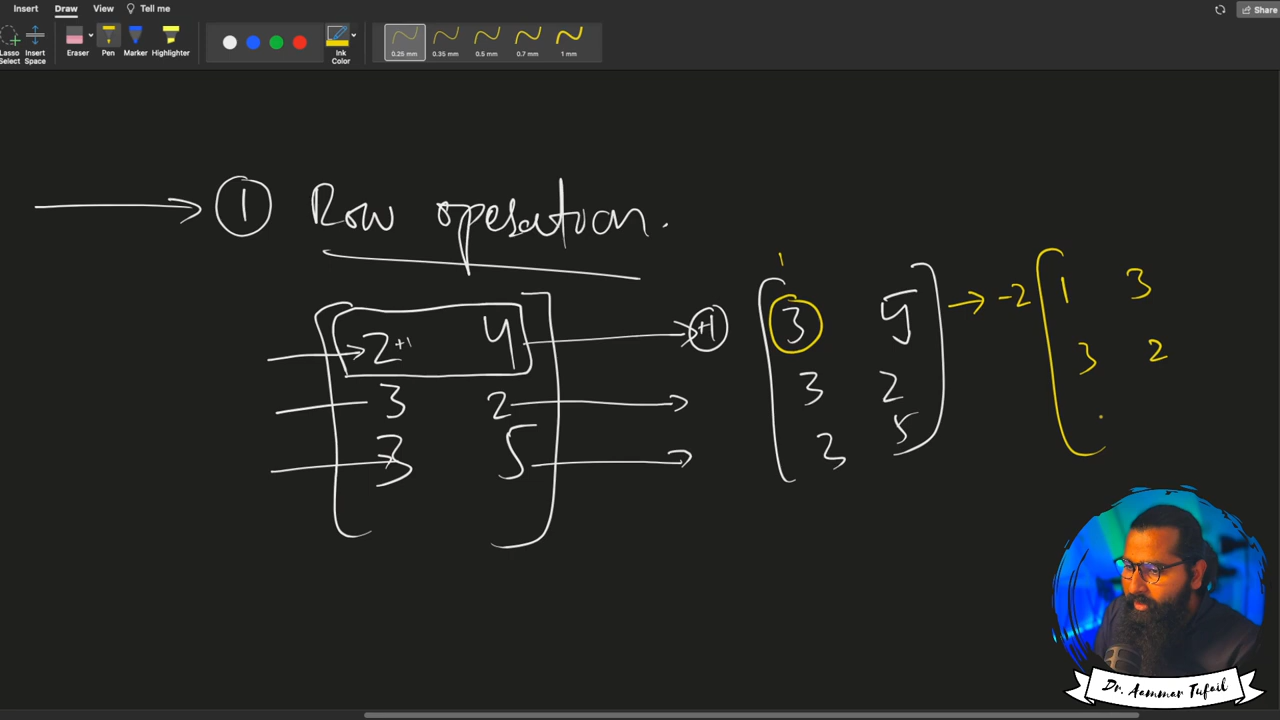 Insert Draw View Tell me Share
Lasso Select Insert Space Eraser Pen Marker Highlighter Ink Color 0.25 mm 0.35 mm 0.5 mm 0.7 mm 1 mm
→ ① Row operation.
1
2 +1 4 → +1 3 5 → -2 1 3
3 2 → 3 2 3 2
3 5 → 3 5
Dr. Aammar Tufail